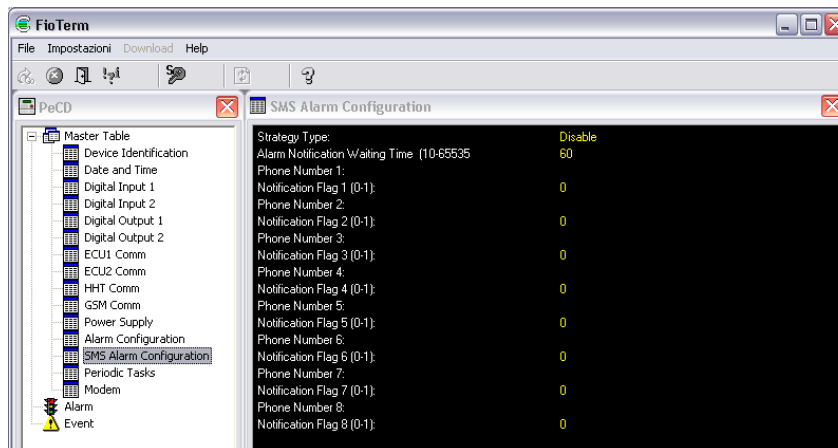 FioTerm
File Impostazioni Download Help
PeCD
Master Table
Device Identification
Date and Time
Digital Input 1
Digital Input 2
Digital Output 1
Digital Output 2
ECU1 Comm
ECU2 Comm
HHT Comm
GSM Comm
Power Supply
Alarm Configuration
SMS Alarm Configuration
Periodic Tasks
Modem
Alarm
Event
SMS Alarm Configuration
Strategy Type: Disable
Alarm Notification Waiting Time (10-65535 60
Phone Number 1:
Notification Flag 1 (0-1): 0
Phone Number 2:
Notification Flag 2 (0-1): 0
Phone Number 3:
Notification Flag 3 (0-1): 0
Phone Number 4:
Notification Flag 4 (0-1): 0
Phone Number 5:
Notification Flag 5 (0-1): 0
Phone Number 6:
Notification Flag 6 (0-1): 0
Phone Number 7:
Notification Flag 7 (0-1): 0
Phone Number 8:
Notification Flag 8 (0-1): 0